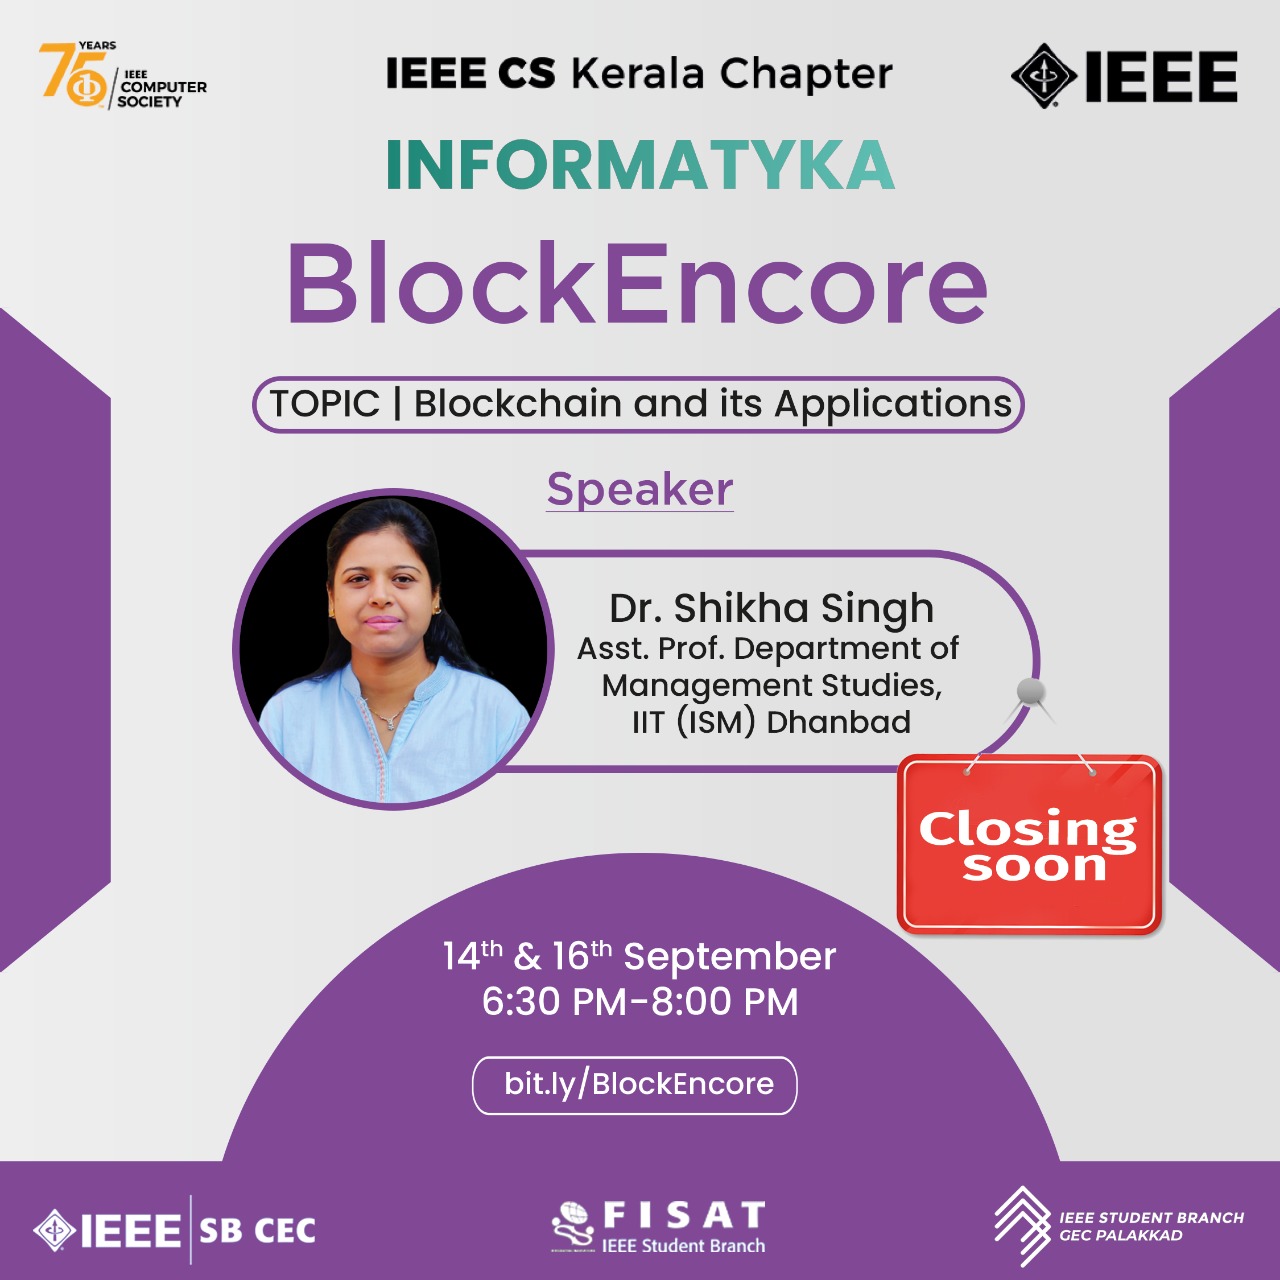 75 YEARS
IEEE
COMPUTER
SOCIETY
IEEE CS Kerala Chapter
IEEE
INFORMATYKA
BlockEncore
TOPIC | Blockchain and its Applications
Speaker
Dr. Shikha Singh
Asst. Prof. Department of
Management Studies,
IIT (ISM) Dhanbad
Closing
soon
14th & 16th September
6:30 PM-8:00 PM
bit.ly/BlockEncore
IEEE SB CEC
FISAT
IEEE Student Branch
IEEE STUDENT BRANCH
GEC PALAKKAD